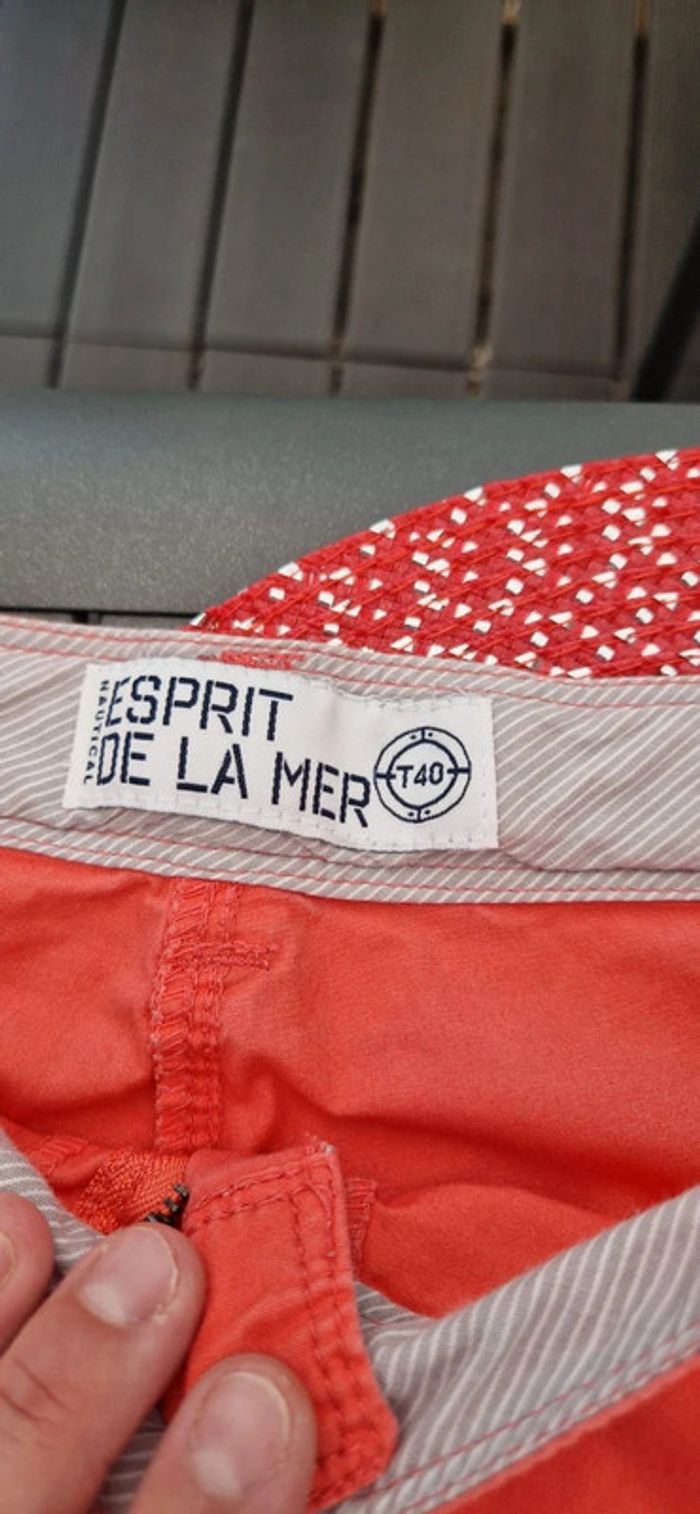 NAUTICAL
ESPRIT
DE LA MER
T40